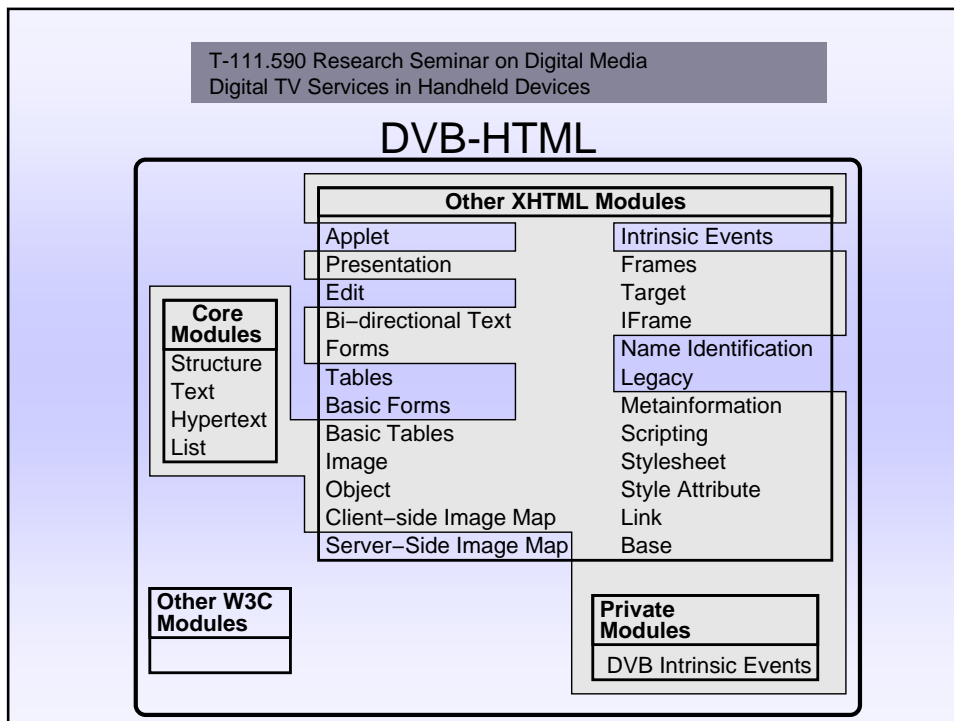 T-111.590 Research Seminar on Digital Media
Digital TV Services in Handheld Devices
DVB-HTML
Other XHTML Modules
Applet
Presentation
Edit
Bi−directional Text
Forms
Tables
Basic Forms
Basic Tables
Image
Object
Client−side Image Map
Server−Side Image Map
Intrinsic Events
Frames
Target
IFrame
Name Identification
Legacy
Metainformation
Scripting
Stylesheet
Style Attribute
Link
Base
Core
Modules
Structure
Text
Hypertext
List
Other W3C
Modules
Private
Modules
DVB Intrinsic Events